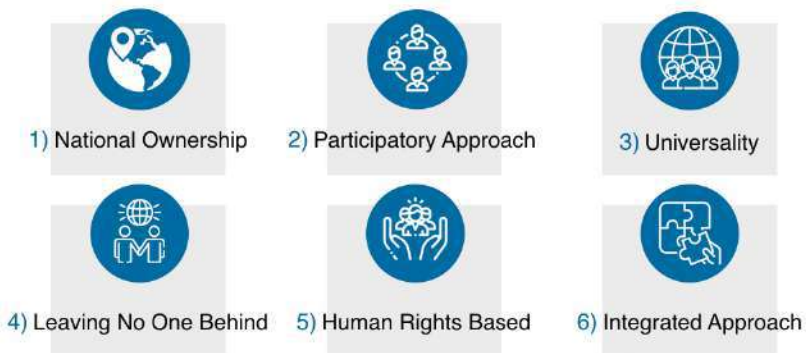 1) National Ownership
2) Participatory Approach
3) Universality
4) Leaving No One Behind
5) Human Rights Based
6) Integrated Approach